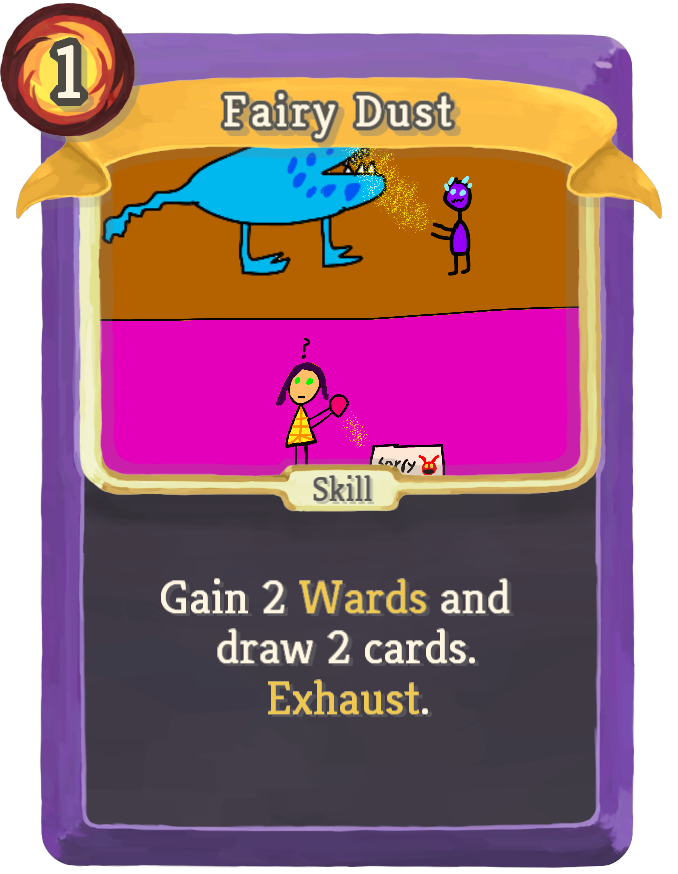 1
Fairy Dust
?
Skill
Gain 2 Wards and
draw 2 cards.
Exhaust.